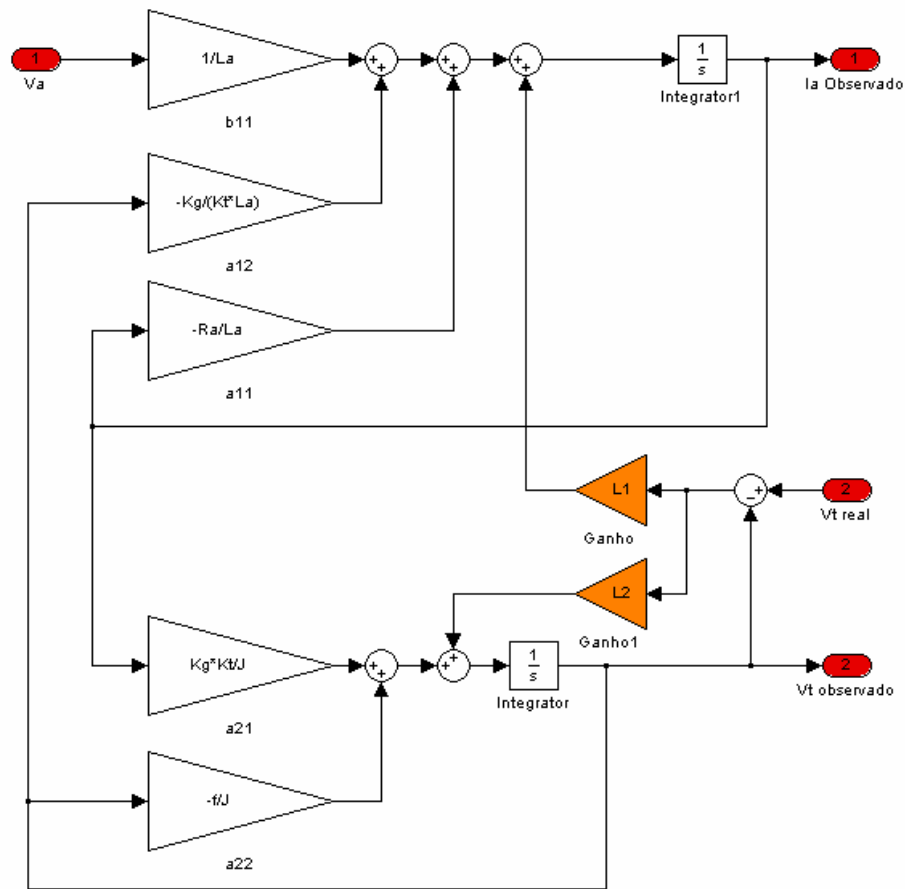 1
Va
1/La
b11
1
s
Integrator1
1
Ia Observado
-Kg/(Kt*La)
a12
-Ra/La
a11
L1
Ganho
2
Vt real
L2
Ganho1
Kg*Kt/J
a21
1
s
Integrator
2
Vt observado
-f/J
a22